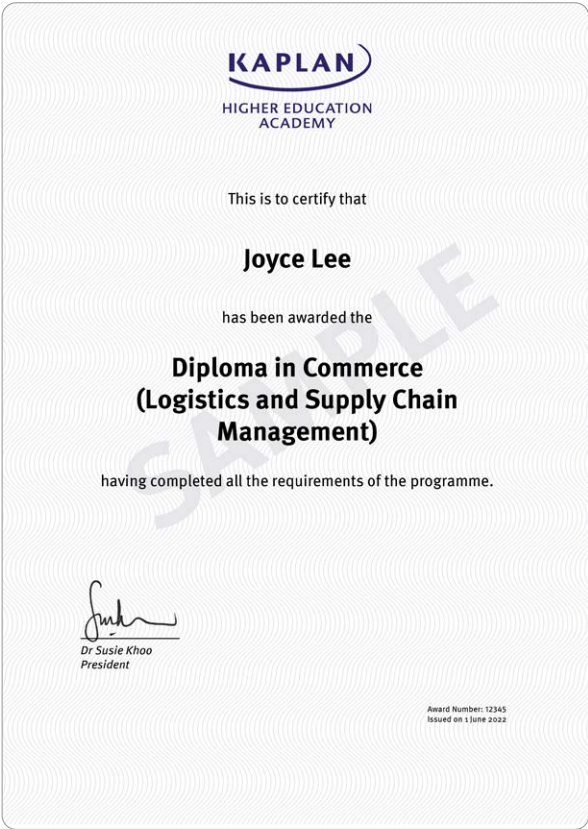 KAPLAN
HIGHER EDUCATION
ACADEMY
This is to certify that
Joyce Lee
has been awarded the
SAMPLE
Diploma in Commerce
(Logistics and Supply Chain
Management)
having completed all the requirements of the programme.
Dr Susie Khoo
President
Award Number: 12345
Issued on 1 June 2022